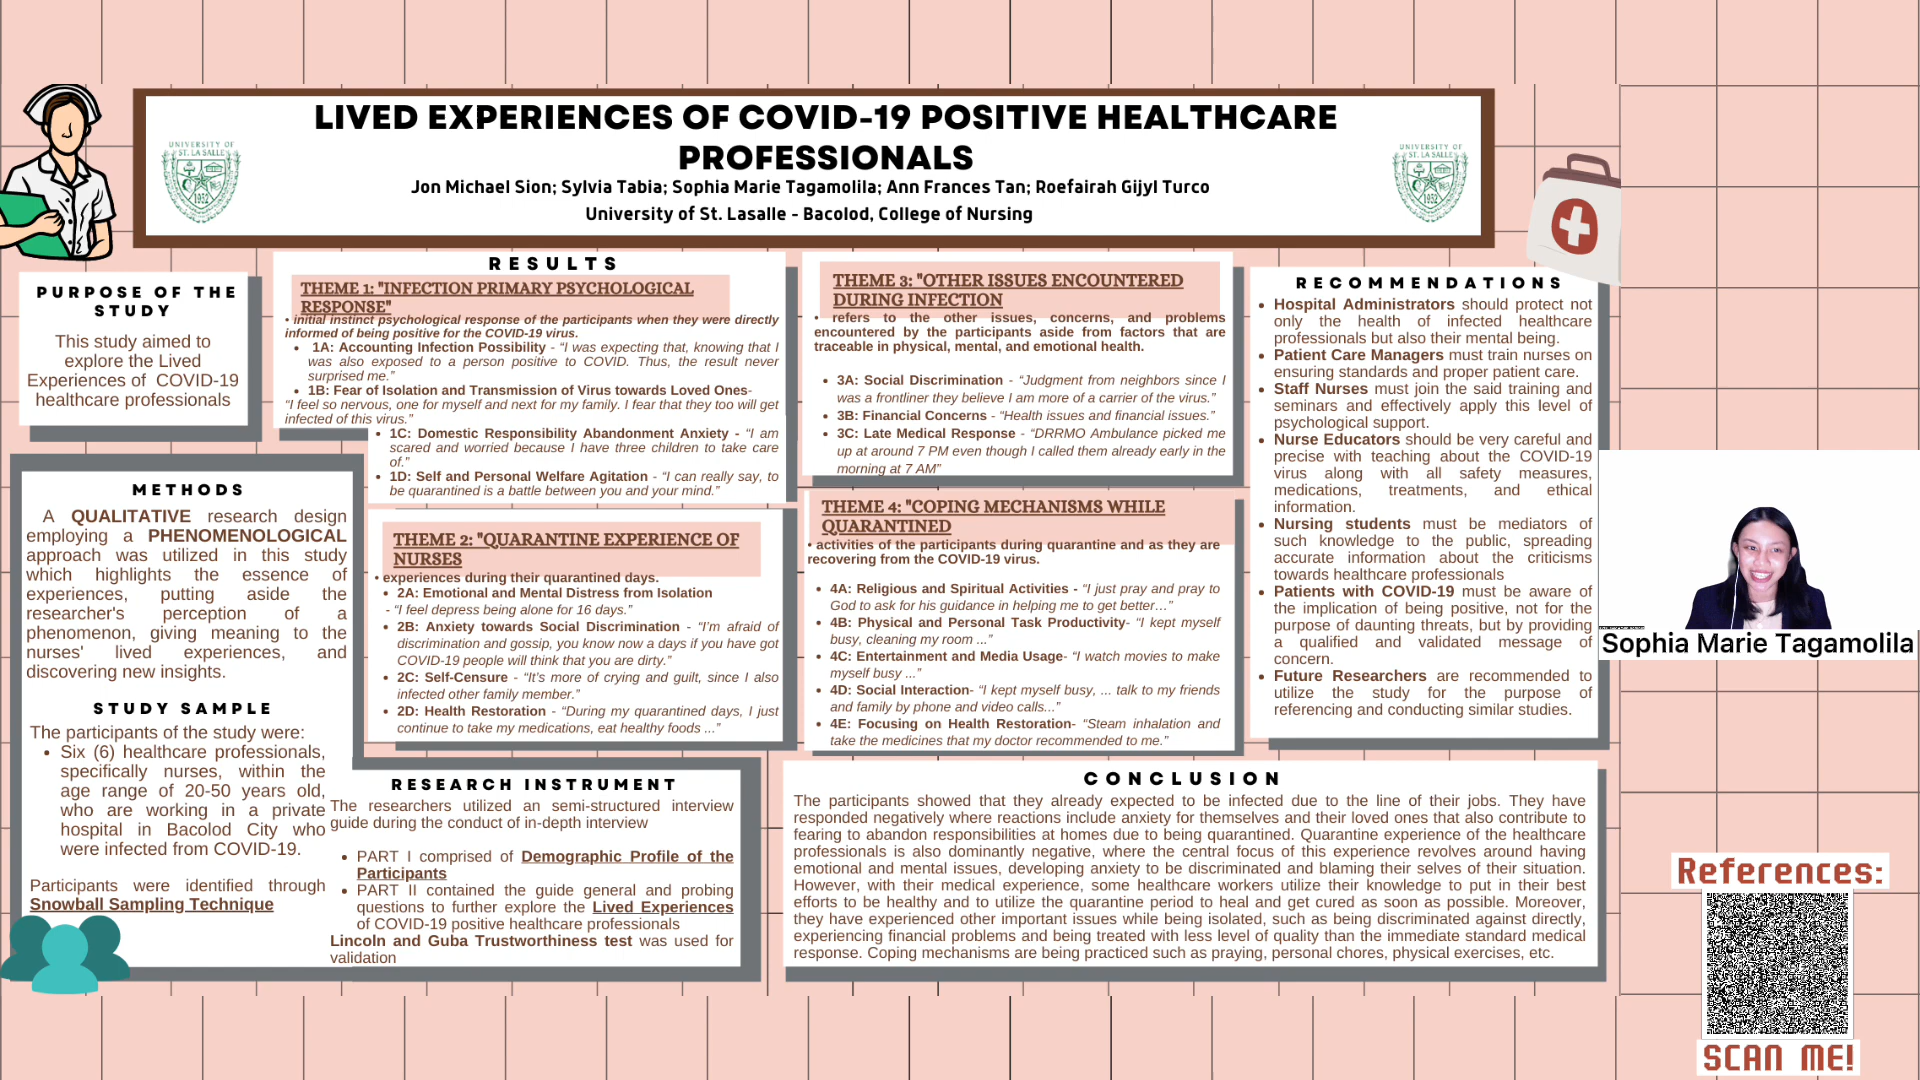 LIVED EXPERIENCES OF COVID-19 POSITIVE HEALTHCARE
PROFESSIONALS
Jon Michael Sion; Sylvia Tabia; Sophia Marie Tagamolila; Ann Frances Tan; Roefairah Gijyl Turco
University of St. Lasalle - Bacolod, College of Nursing
UNIVERSITY OF
ST. LA SALLE
1952
UNIVERSITY OF
ST. LA SALLE
1952
PURPOSE OF THE
STUDY
This study aimed to
explore the Lived
Experiences of COVID-19
healthcare professionals
METHODS
A QUALITATIVE research design
employing a PHENOMENOLOGICAL
approach was utilized in this study
which highlights the essence of
experiences, putting aside the
researcher's perception of a
phenomenon, giving meaning to the
nurses' lived experiences, and
discovering new insights.
STUDY SAMPLE
The participants of the study were:
• Six (6) healthcare professionals,
specifically nurses, within the
age range of 20-50 years old,
who are working in a private
hospital in Bacolod City who
were infected from COVID-19.
Participants were identified through
Snowball Sampling Technique
RESULTS
THEME 1: "INFECTION PRIMARY PSYCHOLOGICAL
RESPONSE"
• initial instinct psychological response of the participants when they were directly
informed of being positive for the COVID-19 virus.
• 1A: Accounting Infection Possibility - “I was expecting that, knowing that I
was also exposed to a person positive to COVID. Thus, the result never
surprised me.”
• 1B: Fear of Isolation and Transmission of Virus towards Loved Ones-
“I feel so nervous, one for myself and next for my family. I fear that they too will get
infected of this virus.”
• 1C: Domestic Responsibility Abandonment Anxiety - “I am
scared and worried because I have three children to take care
of.”
• 1D: Self and Personal Welfare Agitation - “I can really say, to
be quarantined is a battle between you and your mind.”
THEME 2: "QUARANTINE EXPERIENCE OF
NURSES
• experiences during their quarantined days.
• 2A: Emotional and Mental Distress from Isolation
- “I feel depress being alone for 16 days.”
• 2B: Anxiety towards Social Discrimination - “I’m afraid of
discrimination and gossip, you know now a days if you have got
COVID-19 people will think that you are dirty.”
• 2C: Self-Censure - “It’s more of crying and guilt, since I also
infected other family member.”
• 2D: Health Restoration - “During my quarantined days, I just
continue to take my medications, eat healthy foods ...”
RESEARCH INSTRUMENT
The researchers utilized an semi-structured interview
guide during the conduct of in-depth interview
• PART I comprised of Demographic Profile of the
Participants
• PART II contained the guide general and probing
questions to further explore the Lived Experiences
of COVID-19 positive healthcare professionals
Lincoln and Guba Trustworthiness test was used for
validation
THEME 3: "OTHER ISSUES ENCOUNTERED
DURING INFECTION
• refers to the other issues, concerns, and problems
encountered by the participants aside from factors that are
traceable in physical, mental, and emotional health.
• 3A: Social Discrimination - “Judgment from neighbors since I
was a frontliner they believe I am more of a carrier of the virus.”
• 3B: Financial Concerns - “Health issues and financial issues.”
• 3C: Late Medical Response - “DRRMO Ambulance picked me
up at around 7 PM even though I called them already early in the
morning at 7 AM”
THEME 4: "COPING MECHANISMS WHILE
QUARANTINED
• activities of the participants during quarantine and as they are
recovering from the COVID-19 virus.
• 4A: Religious and Spiritual Activities - “I just pray and pray to
God to ask for his guidance in helping me to get better…”
• 4B: Physical and Personal Task Productivity- “I kept myself
busy, cleaning my room ...”
• 4C: Entertainment and Media Usage- “I watch movies to make
myself busy ...”
• 4D: Social Interaction- “I kept myself busy, ... talk to my friends
and family by phone and video calls...”
• 4E: Focusing on Health Restoration- “Steam inhalation and
take the medicines that my doctor recommended to me.”
RECOMMENDATIONS
• Hospital Administrators should protect not
only the health of infected healthcare
professionals but also their mental being.
• Patient Care Managers must train nurses on
ensuring standards and proper patient care.
• Staff Nurses must join the said training and
seminars and effectively apply this level of
psychological support.
• Nurse Educators should be very careful and
precise with teaching about the COVID-19
virus along with all safety measures,
medications, treatments, and ethical
information.
• Nursing students must be mediators of
such knowledge to the public, spreading
accurate information about the criticisms
towards healthcare professionals
• Patients with COVID-19 must be aware of
the implication of being positive, not for the
purpose of daunting threats, but by providing
a qualified and validated message of
concern.
• Future Researchers are recommended to
utilize the study for the purpose of
referencing and conducting similar studies.
CONCLUSION
The participants showed that they already expected to be infected due to the line of their jobs. They have
responded negatively where reactions include anxiety for themselves and their loved ones that also contribute to
fearing to abandon responsibilities at homes due to being quarantined. Quarantine experience of the healthcare
professionals is also dominantly negative, where the central focus of this experience revolves around having
emotional and mental issues, developing anxiety to be discriminated and blaming their selves of their situation.
However, with their medical experience, some healthcare workers utilize their knowledge to put in their best
efforts to be healthy and to utilize the quarantine period to heal and get cured as soon as possible. Moreover,
they have experienced other important issues while being isolated, such as being discriminated against directly,
experiencing financial problems and being treated with less level of quality than the immediate standard medical
response. Coping mechanisms are being practiced such as praying, personal chores, physical exercises, etc.
Sophia Marie Tagamolila
References:
SCAN ME!